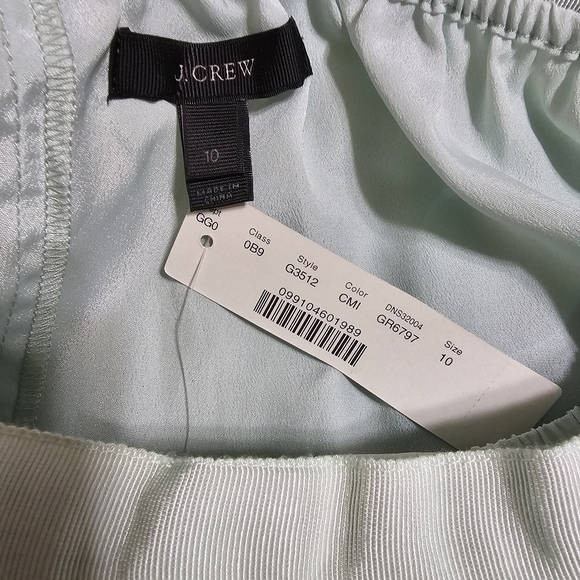 J.CREW
10
MADE IN
CHINA
Class Style Color DNS32004 Size
GG0 0B9 G3512 CMI GR6797 10
099104601989